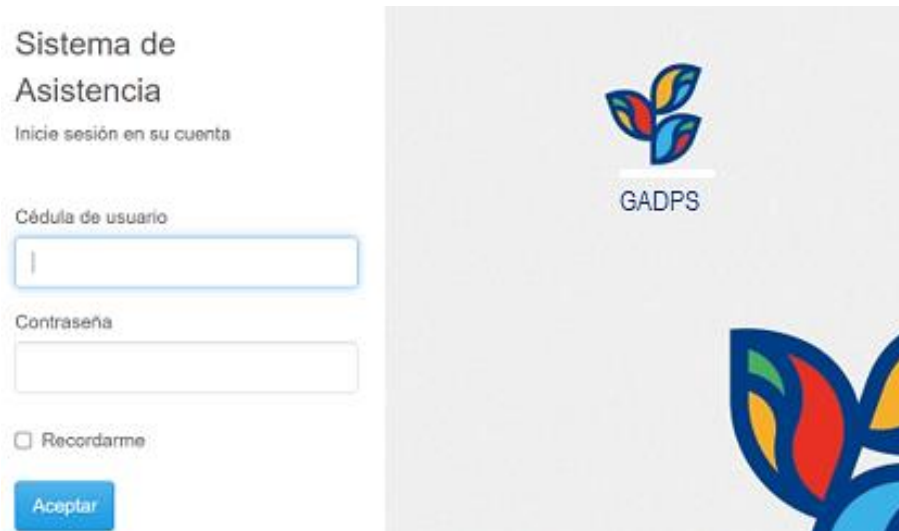 Sistema de
Asistencia
Inicie sesión en su cuenta
Cédula de usuario
Contraseña
Recordarme
Aceptar
GADPS